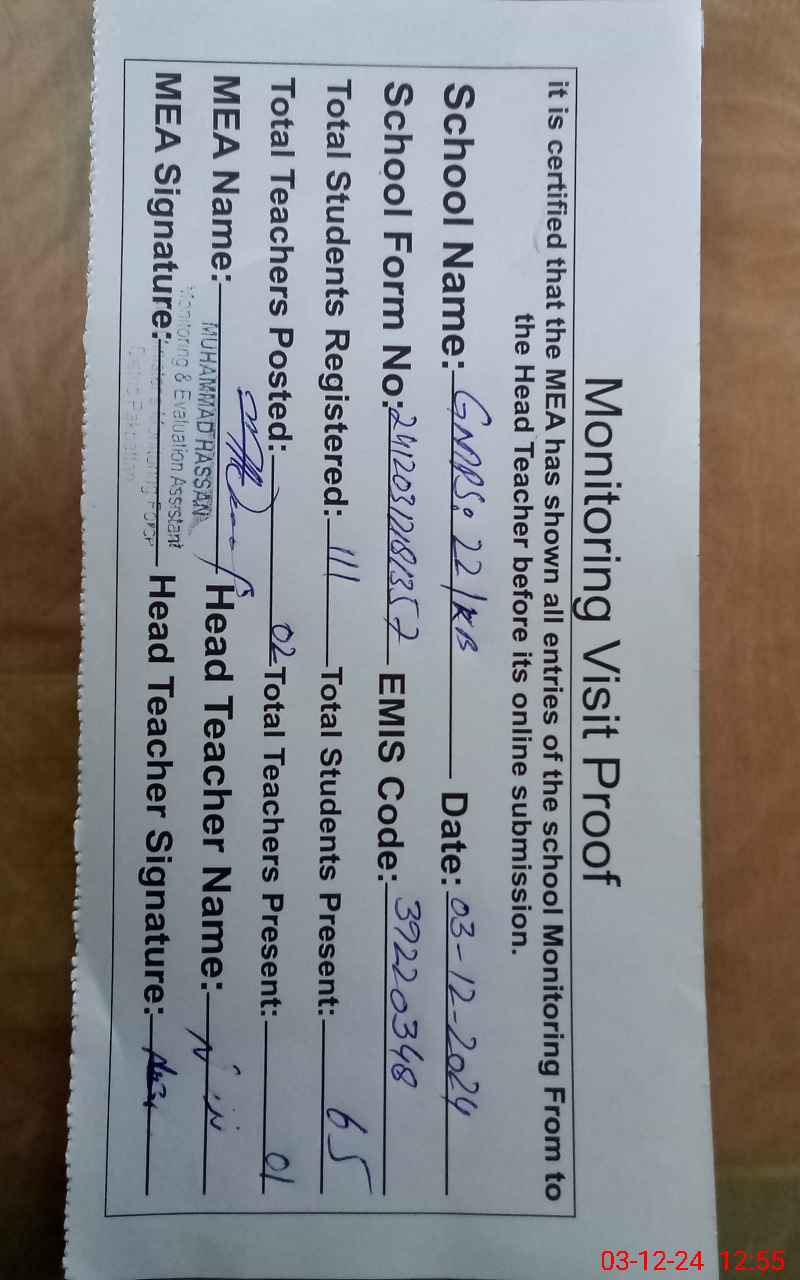 Monitoring Visit Proof
it is certified that the MEA has shown all entries of the school Monitoring From to
the Head Teacher before its online submission.
School Name: GMPS: 22/KB Date: 03-12-2024
School Form No: EMIS Code: 39220348
Total Students Registered: 111 Total Students Present: 65
Total Teachers Posted: 02 Total Teachers Present: 01
MEA Name: Head Teacher Name:
MUHAMMAD HASSAN
Monitoring & Evaluation Assistant
MEA Signature: Head Teacher Signature:
03-12-24 12:55